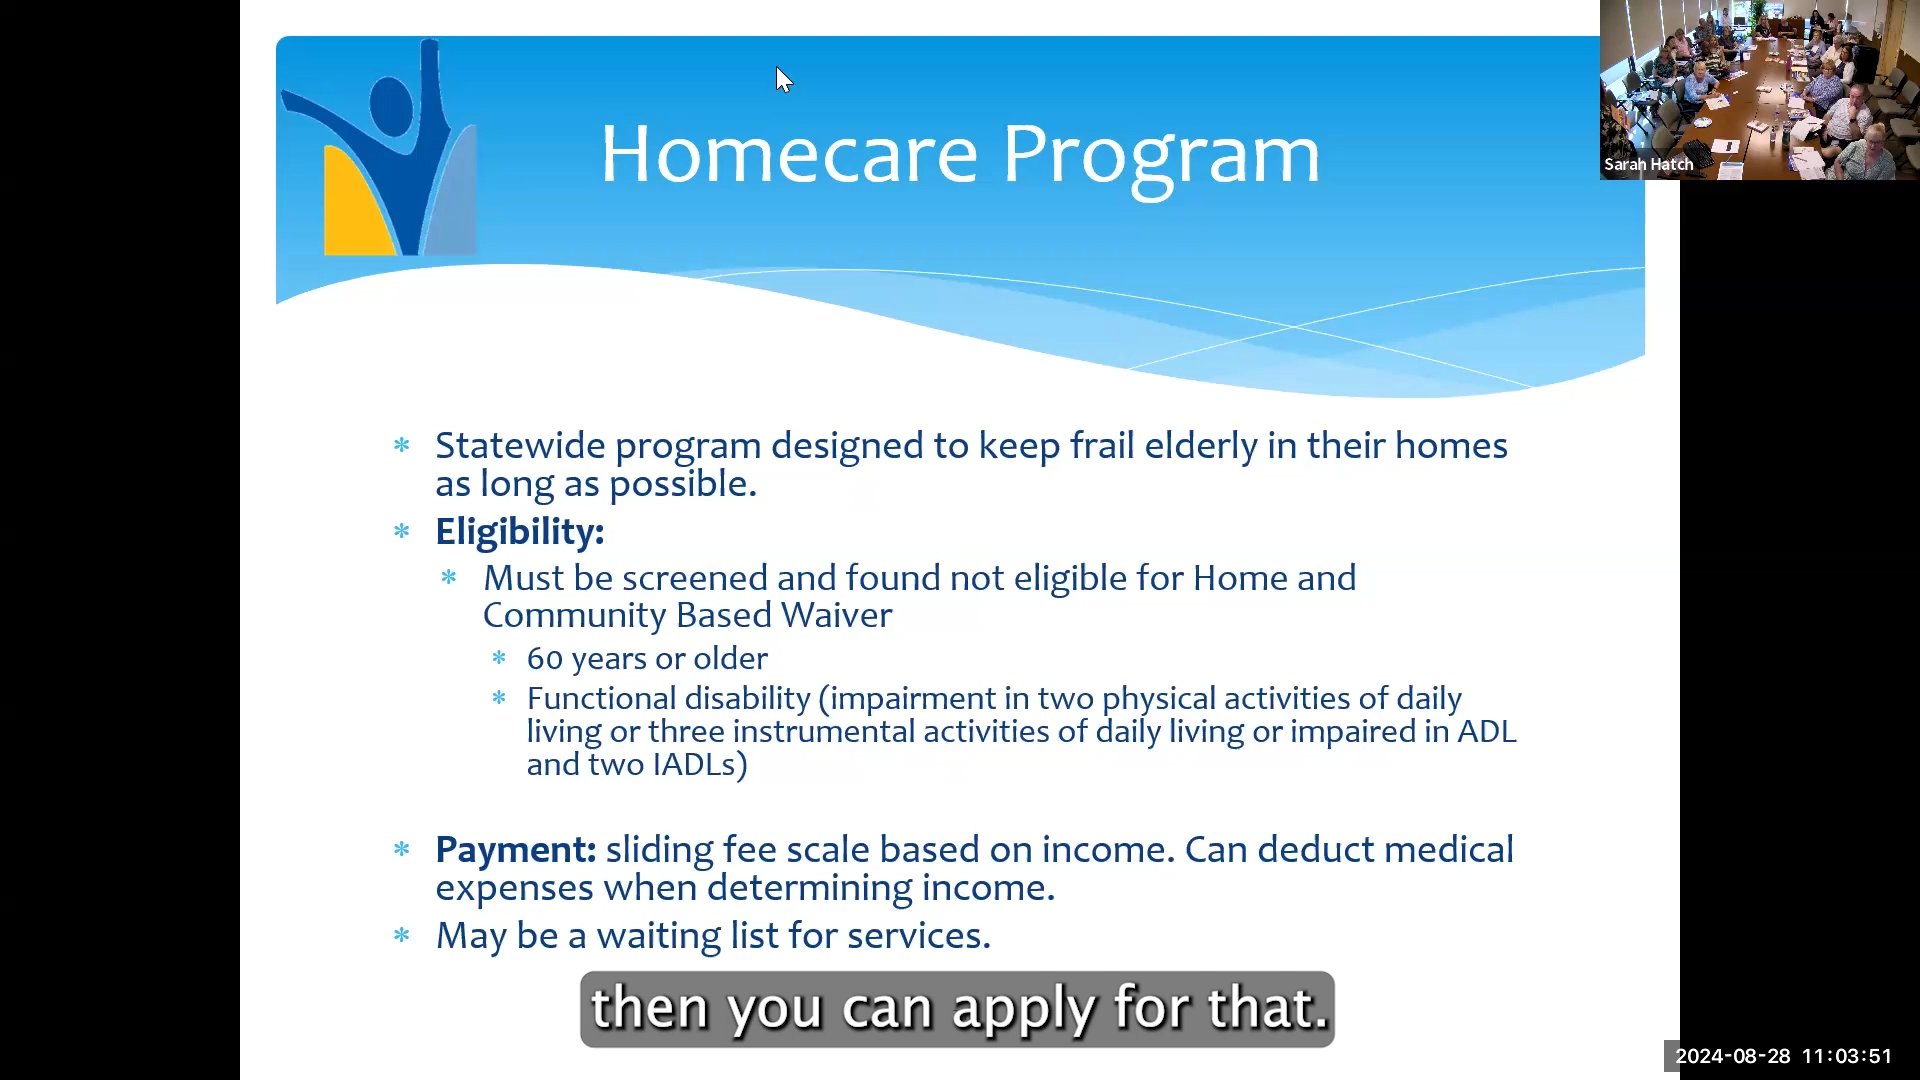 Homecare Program
Sarah Hatch
* Statewide program designed to keep frail elderly in their homes
as long as possible.
* Eligibility:
* Must be screened and found not eligible for Home and
Community Based Waiver
* 60 years or older
* Functional disability (impairment in two physical activities of daily
living or three instrumental activities of daily living or impaired in ADL
and two IADLs)
* Payment: sliding fee scale based on income. Can deduct medical
expenses when determining income.
* May be a waiting list for services.
then you can apply for that.
2024-08-28 11:03:51